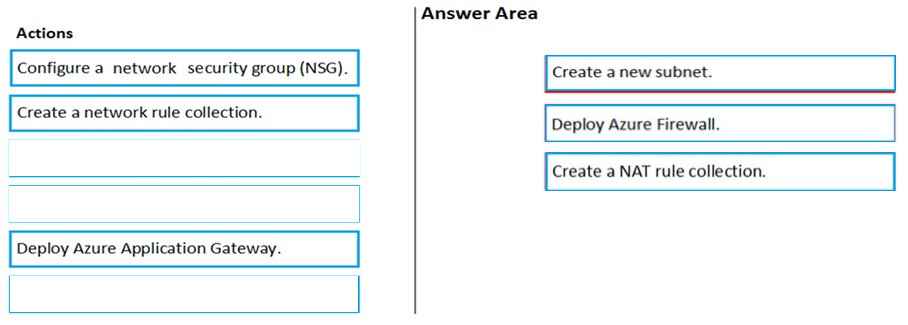 Actions
Configure a network security group (NSG).
Create a network rule collection.
Deploy Azure Application Gateway.
Answer Area
Create a new subnet.
Deploy Azure Firewall.
Create a NAT rule collection.